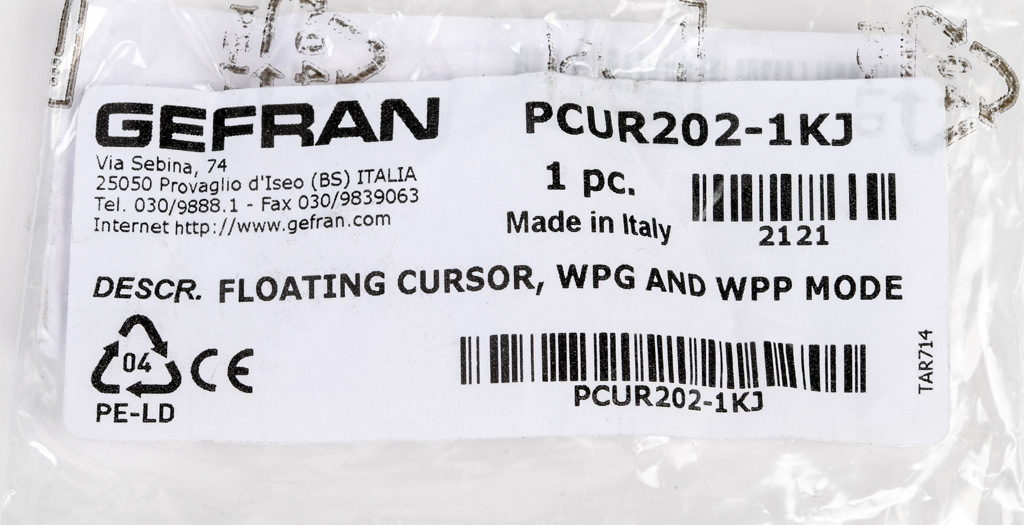 GEFRAN
Via Sebina, 74
25050 Provaglio d'Iseo (BS) ITALIA
Tel. 030/9888.1 - Fax 030/9839063
Internet http://www.gefran.com
PCUR202-1KJ
1 pc.
Made in Italy
2121
DESCR. FLOATING CURSOR, WPG AND WPP MODE
04
PE-LD
CE
PCUR202-1KJ
TAR714